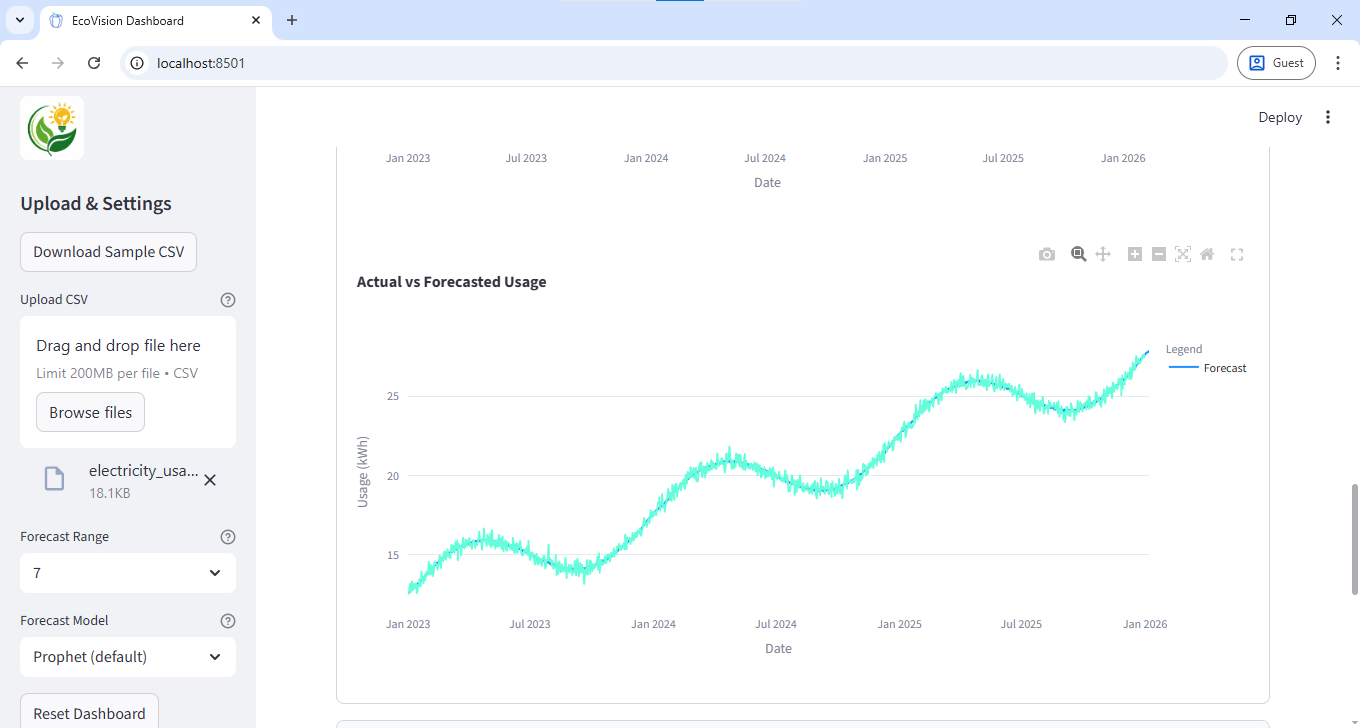 EcoVision Dashboard
localhost:8501
Guest
Deploy
Upload & Settings
Download Sample CSV
Upload CSV
Drag and drop file here
Limit 200MB per file • CSV
Browse files
electricity_usa...
18.1KB
Forecast Range
7
Forecast Model
Prophet (default)
Reset Dashboard
Jan 2023 Jul 2023 Jan 2024 Jul 2024 Jan 2025 Jul 2025 Jan 2026
Date
Actual vs Forecasted Usage
Legend
Forecast
25
20
15
Usage (kWh)
Jan 2023 Jul 2023 Jan 2024 Jul 2024 Jan 2025 Jul 2025 Jan 2026
Date